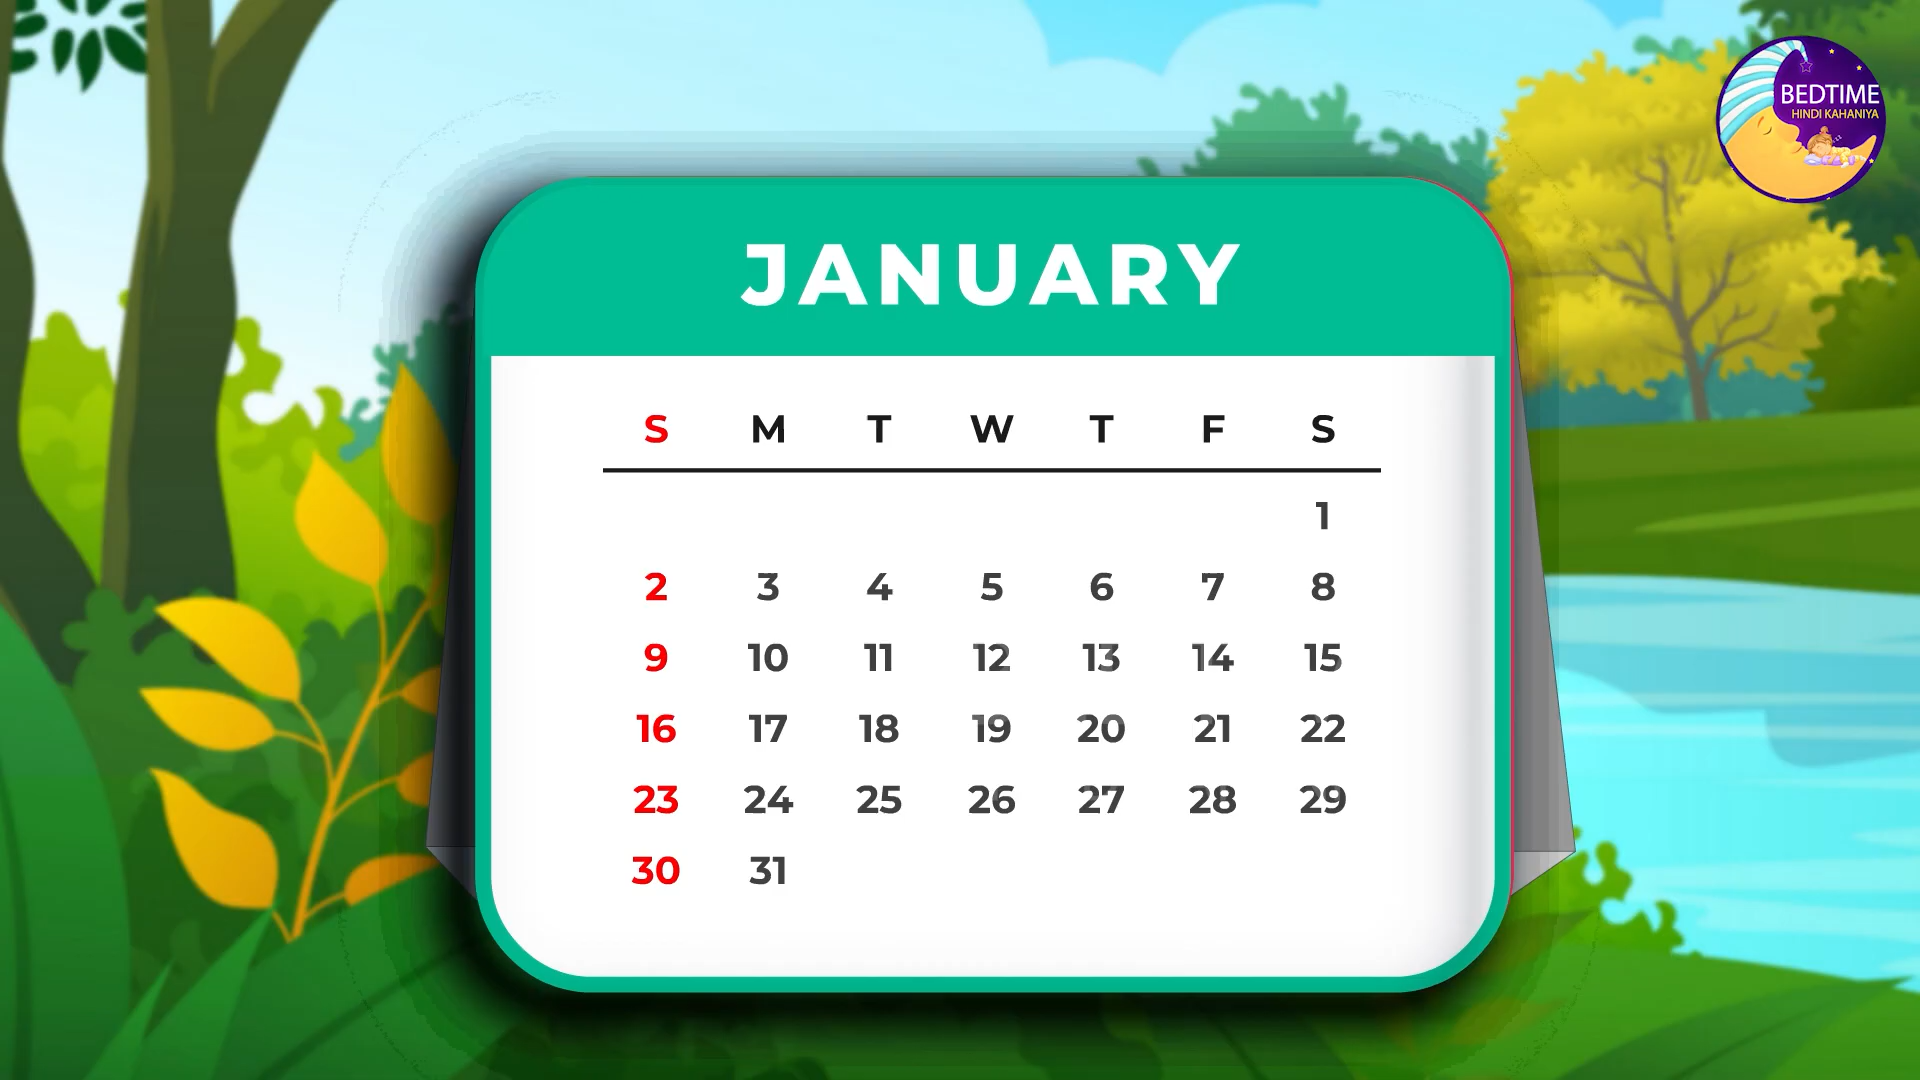 JANUARY
S M T W T F S
1
2 3 4 5 6 7 8
9 10 11 12 13 14 15
16 17 18 19 20 21 22
23 24 25 26 27 28 29
30 31
BEDTIME
HINDI KAHANIYA